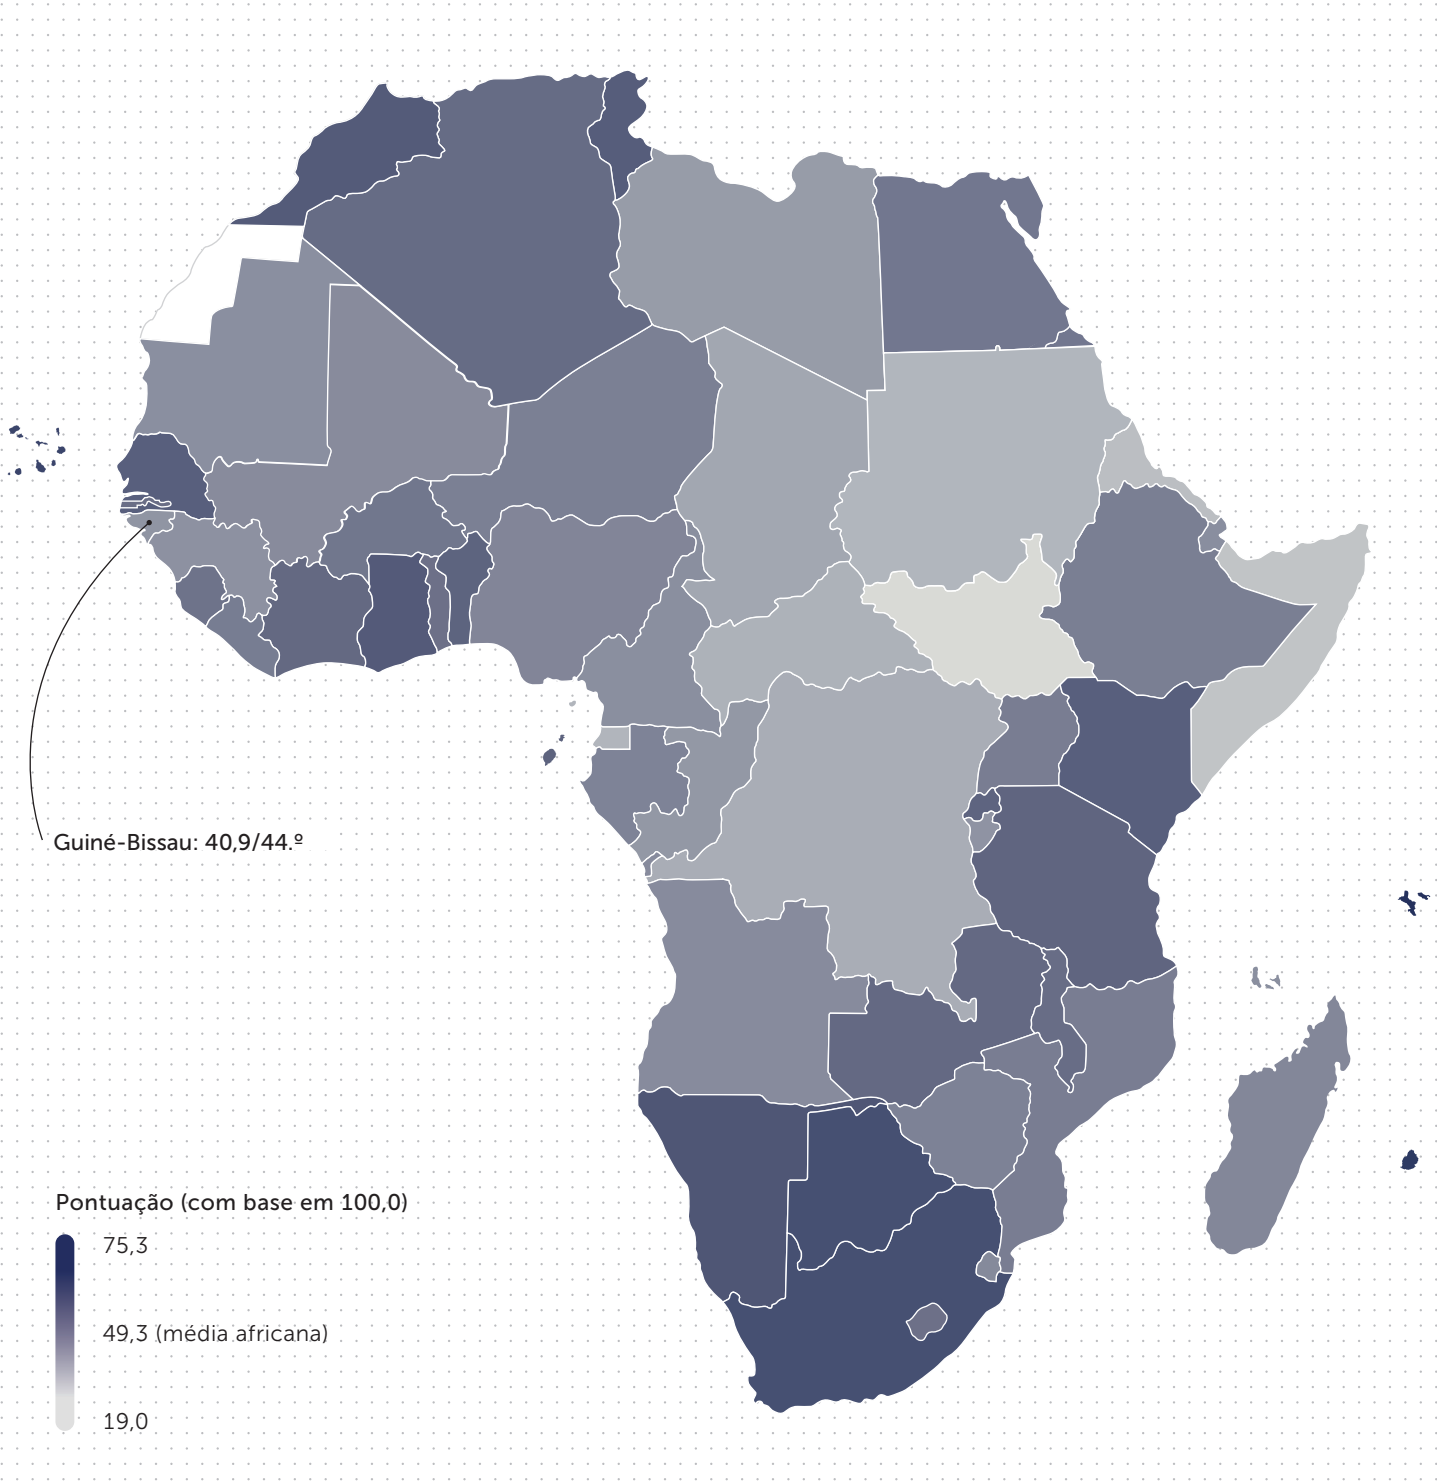 Guiné-Bissau: 40,9/44.º
Pontuação (com base em 100,0)
75,3
49,3 (média africana)
19,0